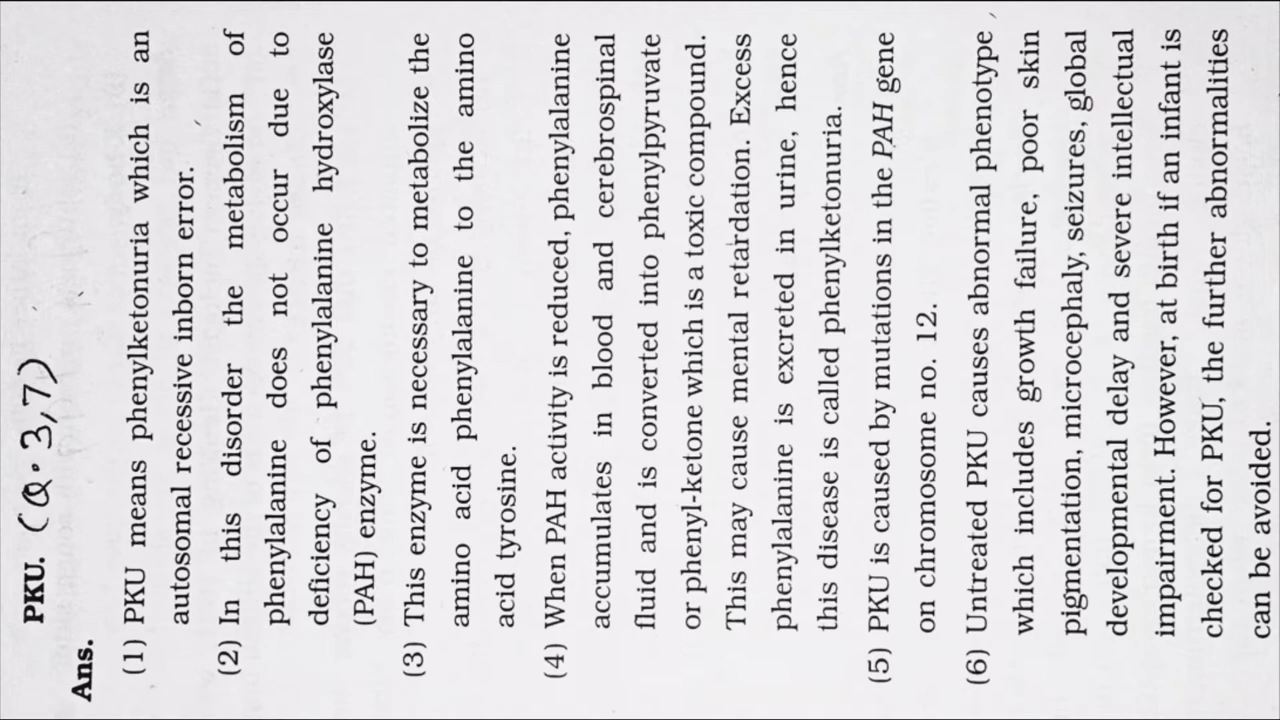 PKU. (Q. 3, 7)
Ans.
(1) PKU means phenylketonuria which is an
autosomal recessive inborn error.
(2) In this disorder the metabolism of
phenylalanine does not occur due to
deficiency of phenylalanine hydroxylase
(PAH) enzyme.
(3) This enzyme is necessary to metabolize the
amino acid phenylalanine to the amino
acid tyrosine.
(4) When PAH activity is reduced, phenylalanine
accumulates in blood and cerebrospinal
fluid and is converted into phenylpyruvate
or phenyl-ketone which is a toxic compound.
This may cause mental retardation. Excess
phenylalanine is excreted in urine, hence
this disease is called phenylketonuria.
(5) PKU is caused by mutations in the PAH gene
on chromosome no. 12.
(6) Untreated PKU causes abnormal phenotype
which includes growth failure, poor skin
pigmentation, microcephaly, seizures, global
developmental delay and severe intellectual
impairment. However, at birth if an infant is
checked for PKU, the further abnormalities
can be avoided.